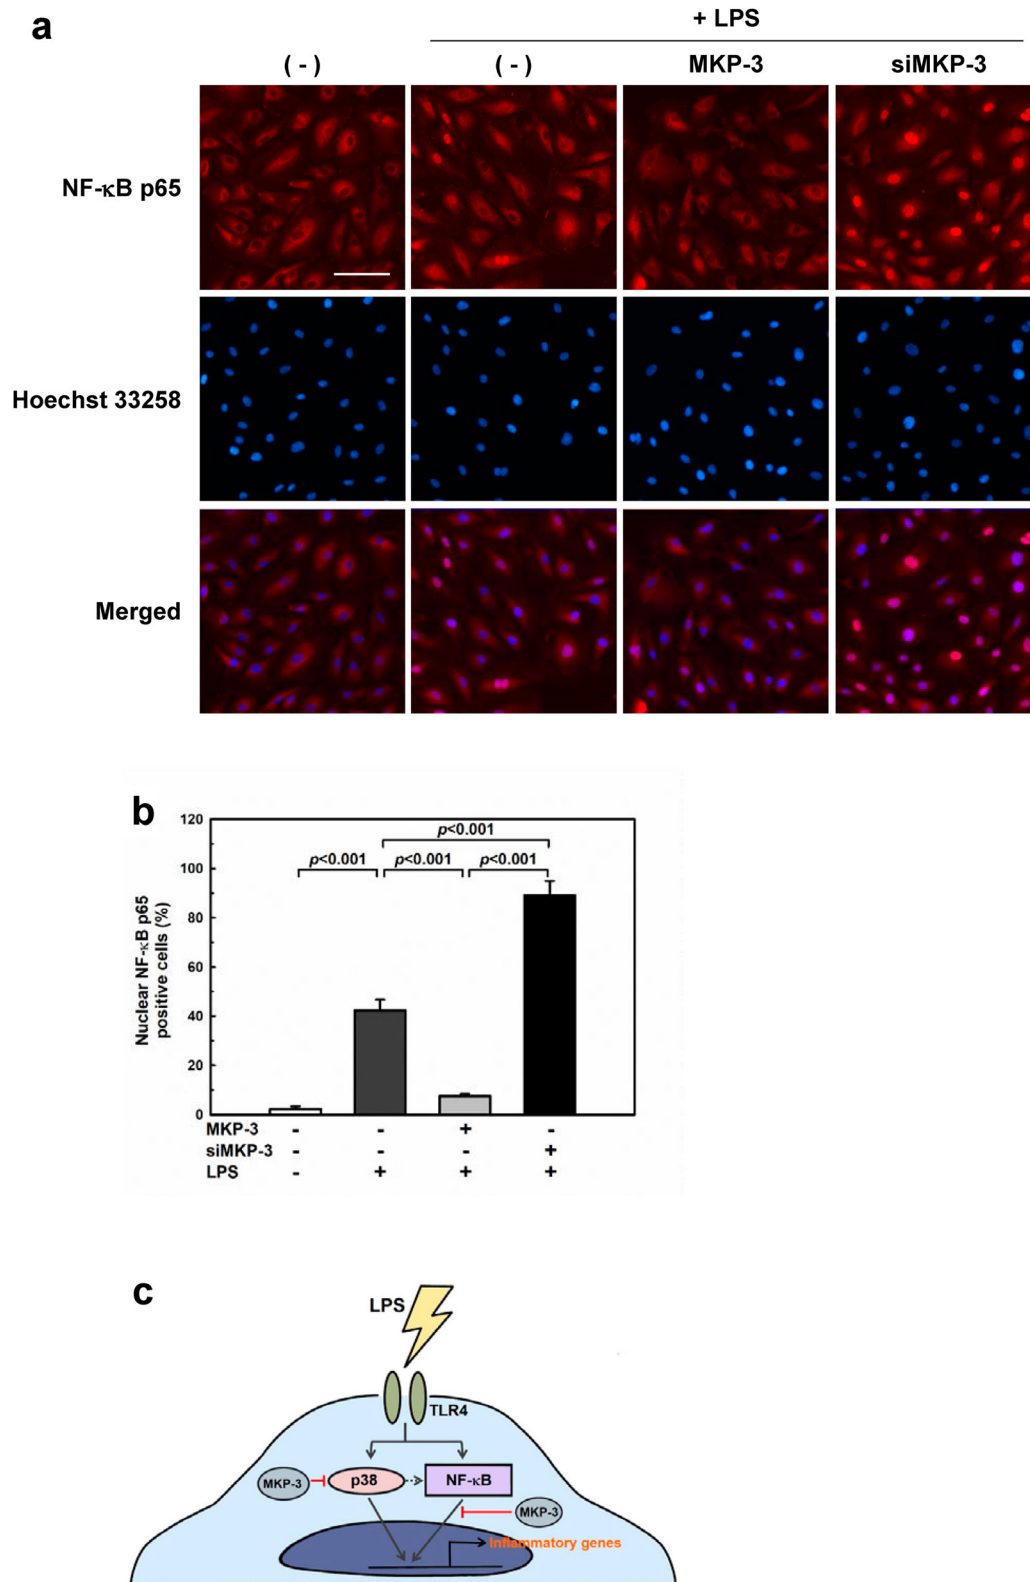 a
+ LPS
( - ) ( - ) MKP-3 siMKP-3
NF-κB p65
Hoechst 33258
Merged
b
Nuclear NF-κB p65
positive cells (%)
120
100
80
60
40
20
0
p<0.001
p<0.001 p<0.001 p<0.001
MKP-3 - - + -
siMKP-3 - - - +
LPS - + + +
c
LPS
TLR4
MKP-3 p38 NF-κB
MKP-3
Inflammatory genes